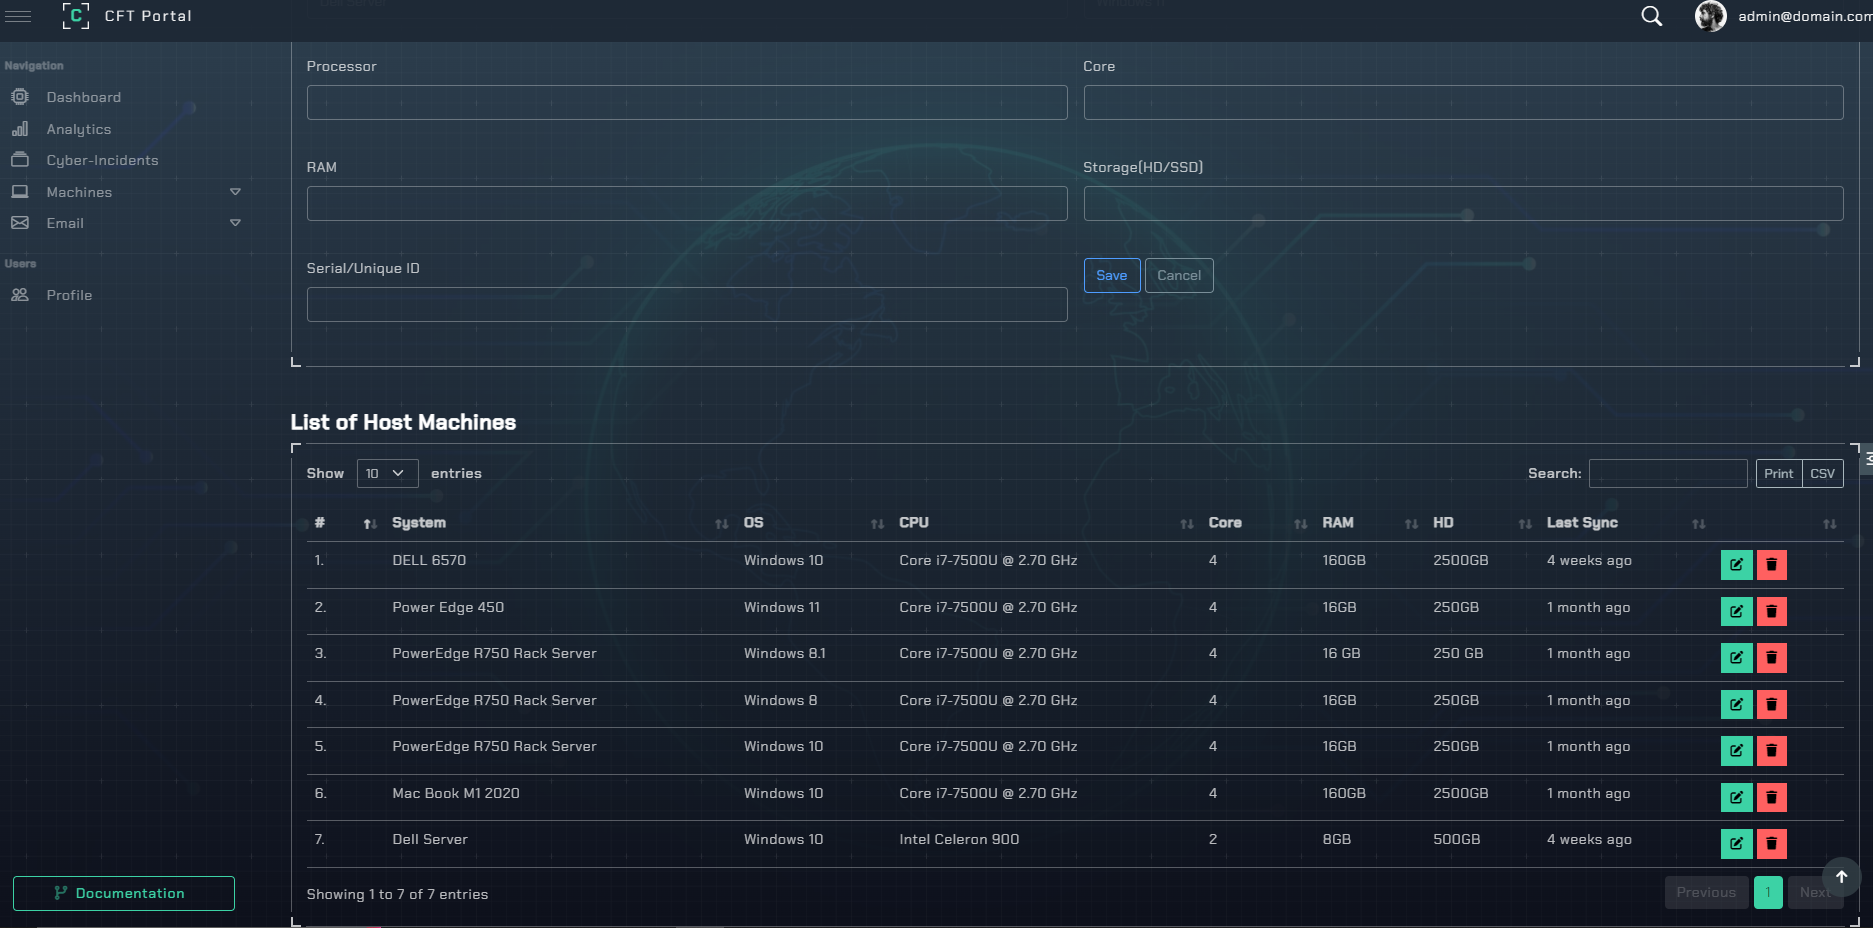 Dell Server Windows 11
CFT Portal
admin@domain.com
Navigation
Dashboard
Analytics
Cyber-Incidents
Machines
Email
Users
Profile
Documentation
Processor Core
RAM Storage(HD/SSD)
Serial/Unique ID Save Cancel
List of Host Machines
Show 10 entries Search: Print CSV
# System OS CPU Core RAM HD Last Sync
1. DELL 6570 Windows 10 Core i7-7500U @ 2.70 GHz 4 160GB 2500GB 4 weeks ago
2. Power Edge 450 Windows 11 Core i7-7500U @ 2.70 GHz 4 16GB 250GB 1 month ago
3. PowerEdge R750 Rack Server Windows 8.1 Core i7-7500U @ 2.70 GHz 4 16 GB 250 GB 1 month ago
4. PowerEdge R750 Rack Server Windows 8 Core i7-7500U @ 2.70 GHz 4 16GB 250GB 1 month ago
5. PowerEdge R750 Rack Server Windows 10 Core i7-7500U @ 2.70 GHz 4 16GB 250GB 1 month ago
6. Mac Book M1 2020 Windows 10 Core i7-7500U @ 2.70 GHz 4 160GB 2500GB 1 month ago
7. Dell Server Windows 10 Intel Celeron 900 2 8GB 500GB 4 weeks ago
Showing 1 to 7 of 7 entries Previous 1 Next